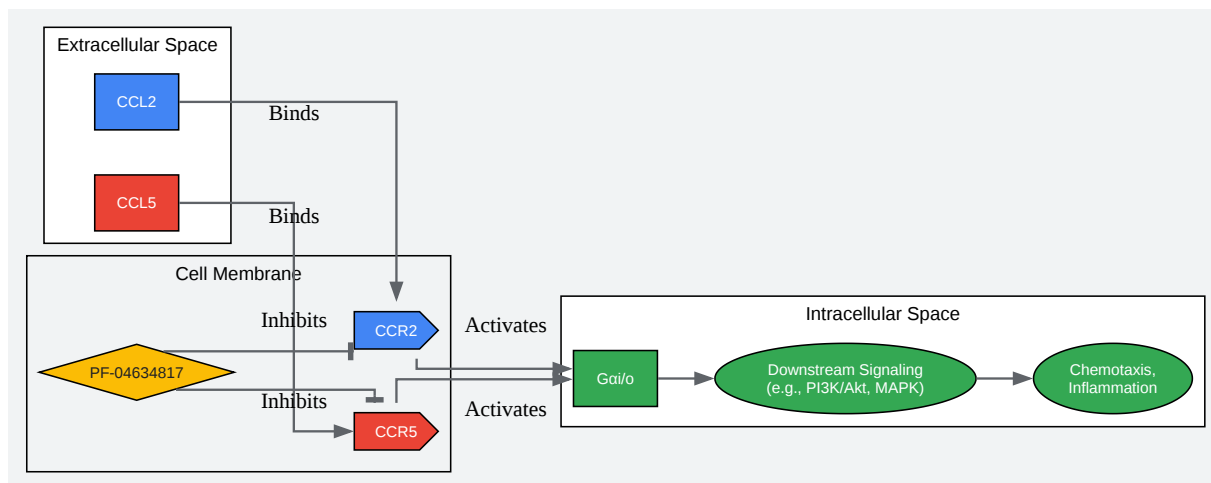 Extracellular Space
CCL2
Binds
CCL5
Binds
Cell Membrane
Inhibits
CCR2
PF-04634817
Inhibits
CCR5
Activates
Activates
Intracellular Space
Gαi/o
Downstream Signaling
(e.g., PI3K/Akt, MAPK)
Chemotaxis,
Inflammation